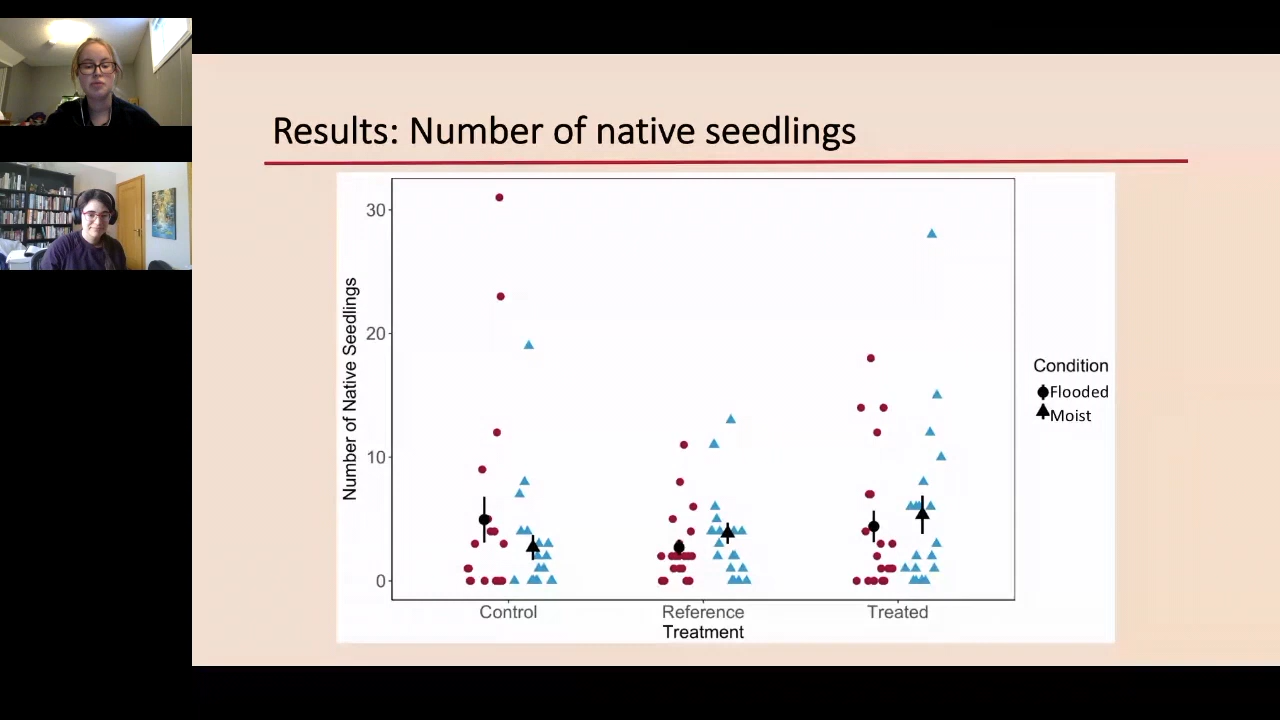 Results: Number of native seedlings
30
20
10
0
Number of Native Seedlings
Control
Reference
Treated
Treatment
Condition
Flooded
Moist